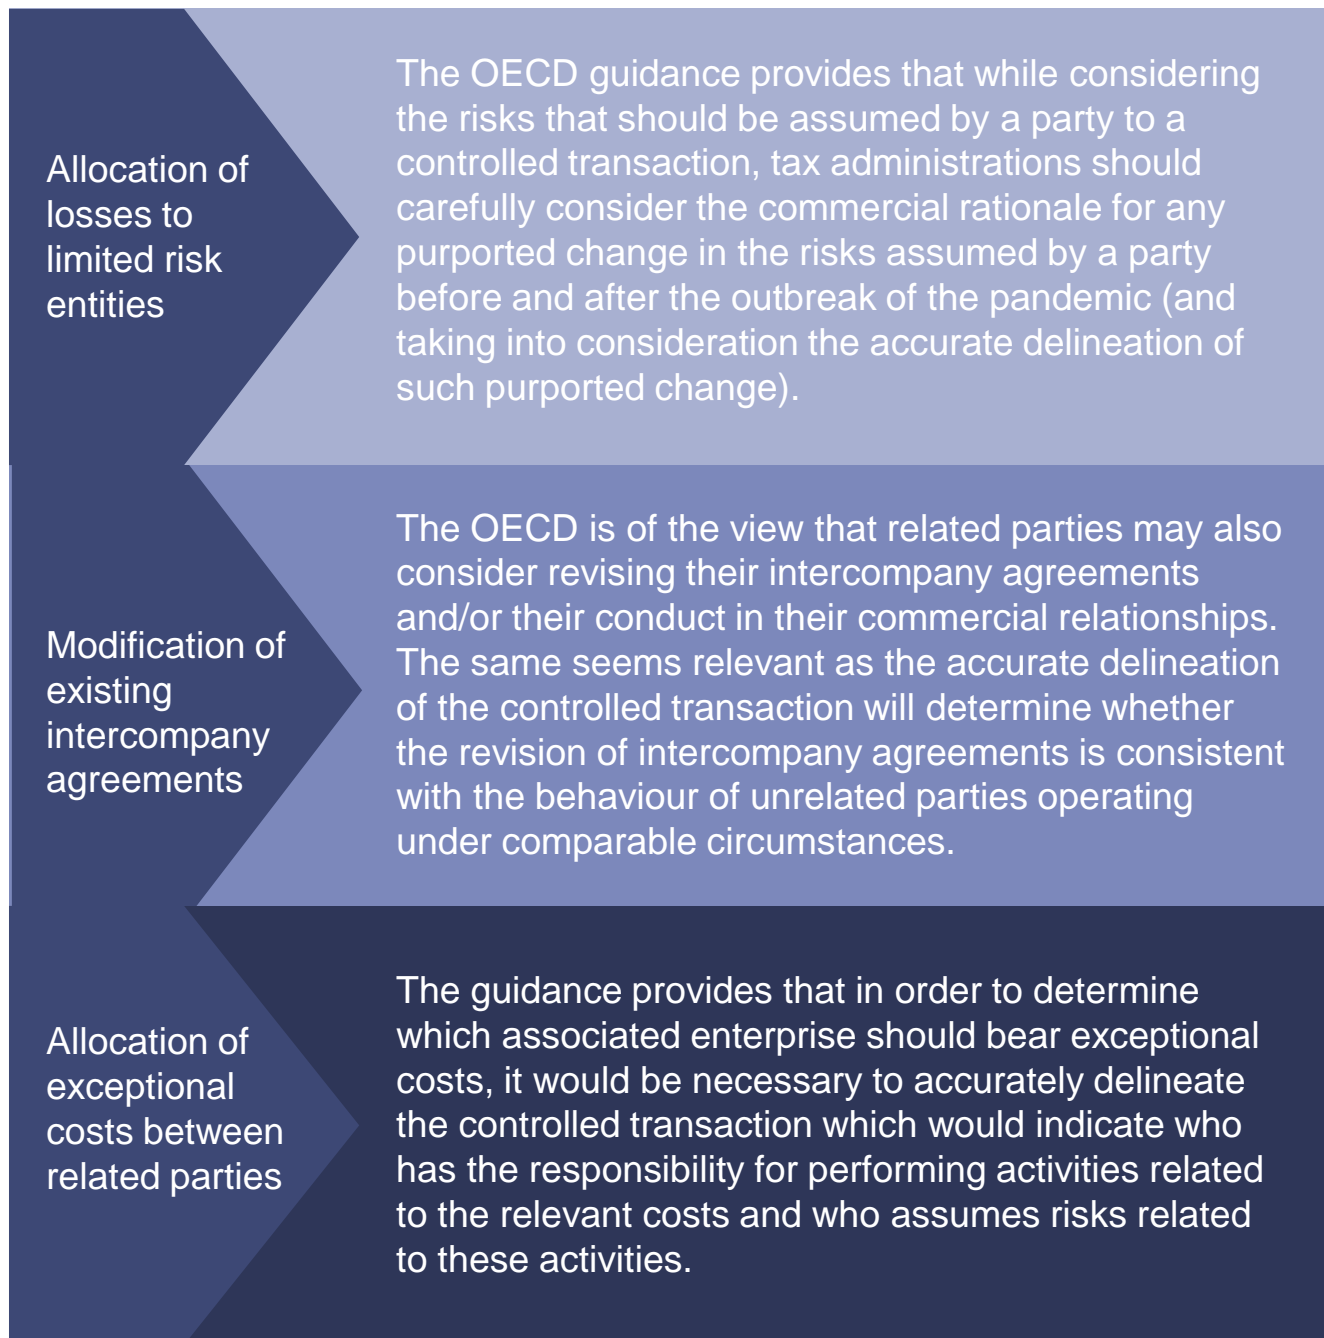 Allocation of
losses to
limited risk
entities
The OECD guidance provides that while considering
the risks that should be assumed by a party to a
controlled transaction, tax administrations should
carefully consider the commercial rationale for any
purported change in the risks assumed by a party
before and after the outbreak of the pandemic (and
taking into consideration the accurate delineation of
such purported change).
Modification of
existing
intercompany
agreements
The OECD is of the view that related parties may also
consider revising their intercompany agreements
and/or their conduct in their commercial relationships.
The same seems relevant as the accurate delineation
of the controlled transaction will determine whether
the revision of intercompany agreements is consistent
with the behaviour of unrelated parties operating
under comparable circumstances.
Allocation of
exceptional
costs between
related parties
The guidance provides that in order to determine
which associated enterprise should bear exceptional
costs, it would be necessary to accurately delineate
the controlled transaction which would indicate who
has the responsibility for performing activities related
to the relevant costs and who assumes risks related
to these activities.